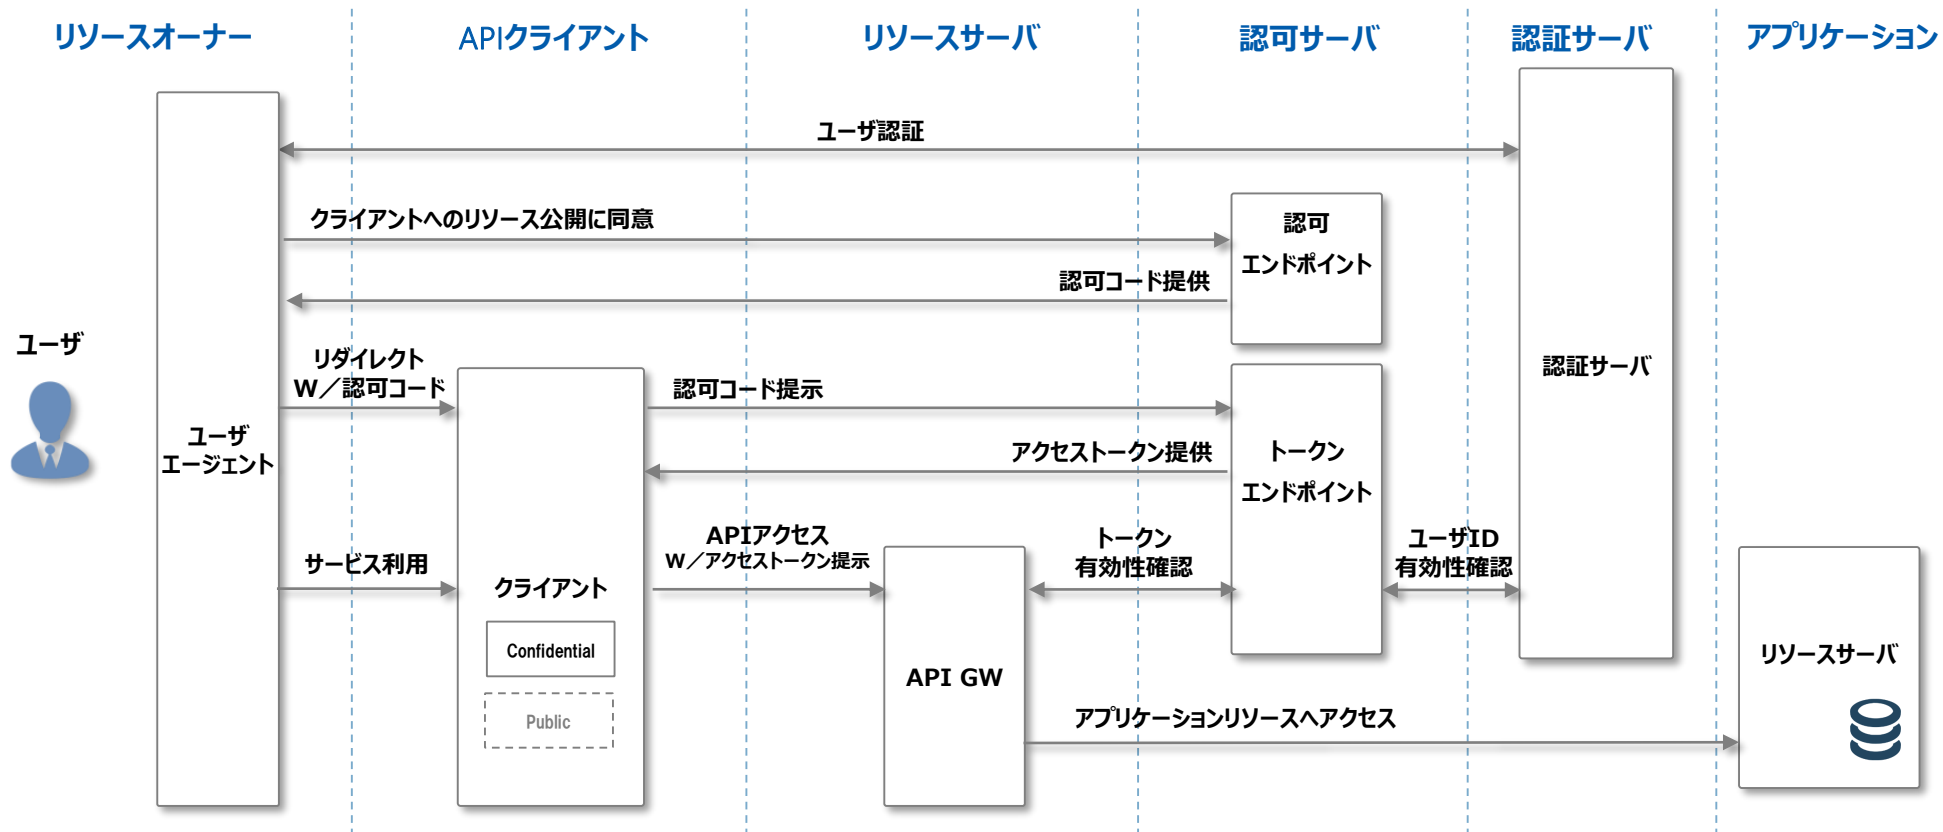 リソースオーナー
APIクライアント
リソースサーバ
認可サーバ
認証サーバ
アプリケーション
ユーザ認証
クライアントへのリソース公開に同意
認可
エンドポイント
認可コード提供
ユーザ
リダイレクト
W／認可コード
認可コード提示
認証サーバ
ユーザ
エージェント
アクセストークン提供
トークン
エンドポイント
サービス利用
APIアクセス
W／アクセストークン提示
トークン
有効性確認
ユーザID
有効性確認
クライアント
Confidential
Public
API GW
リソースサーバ
アプリケーションリソースへアクセス